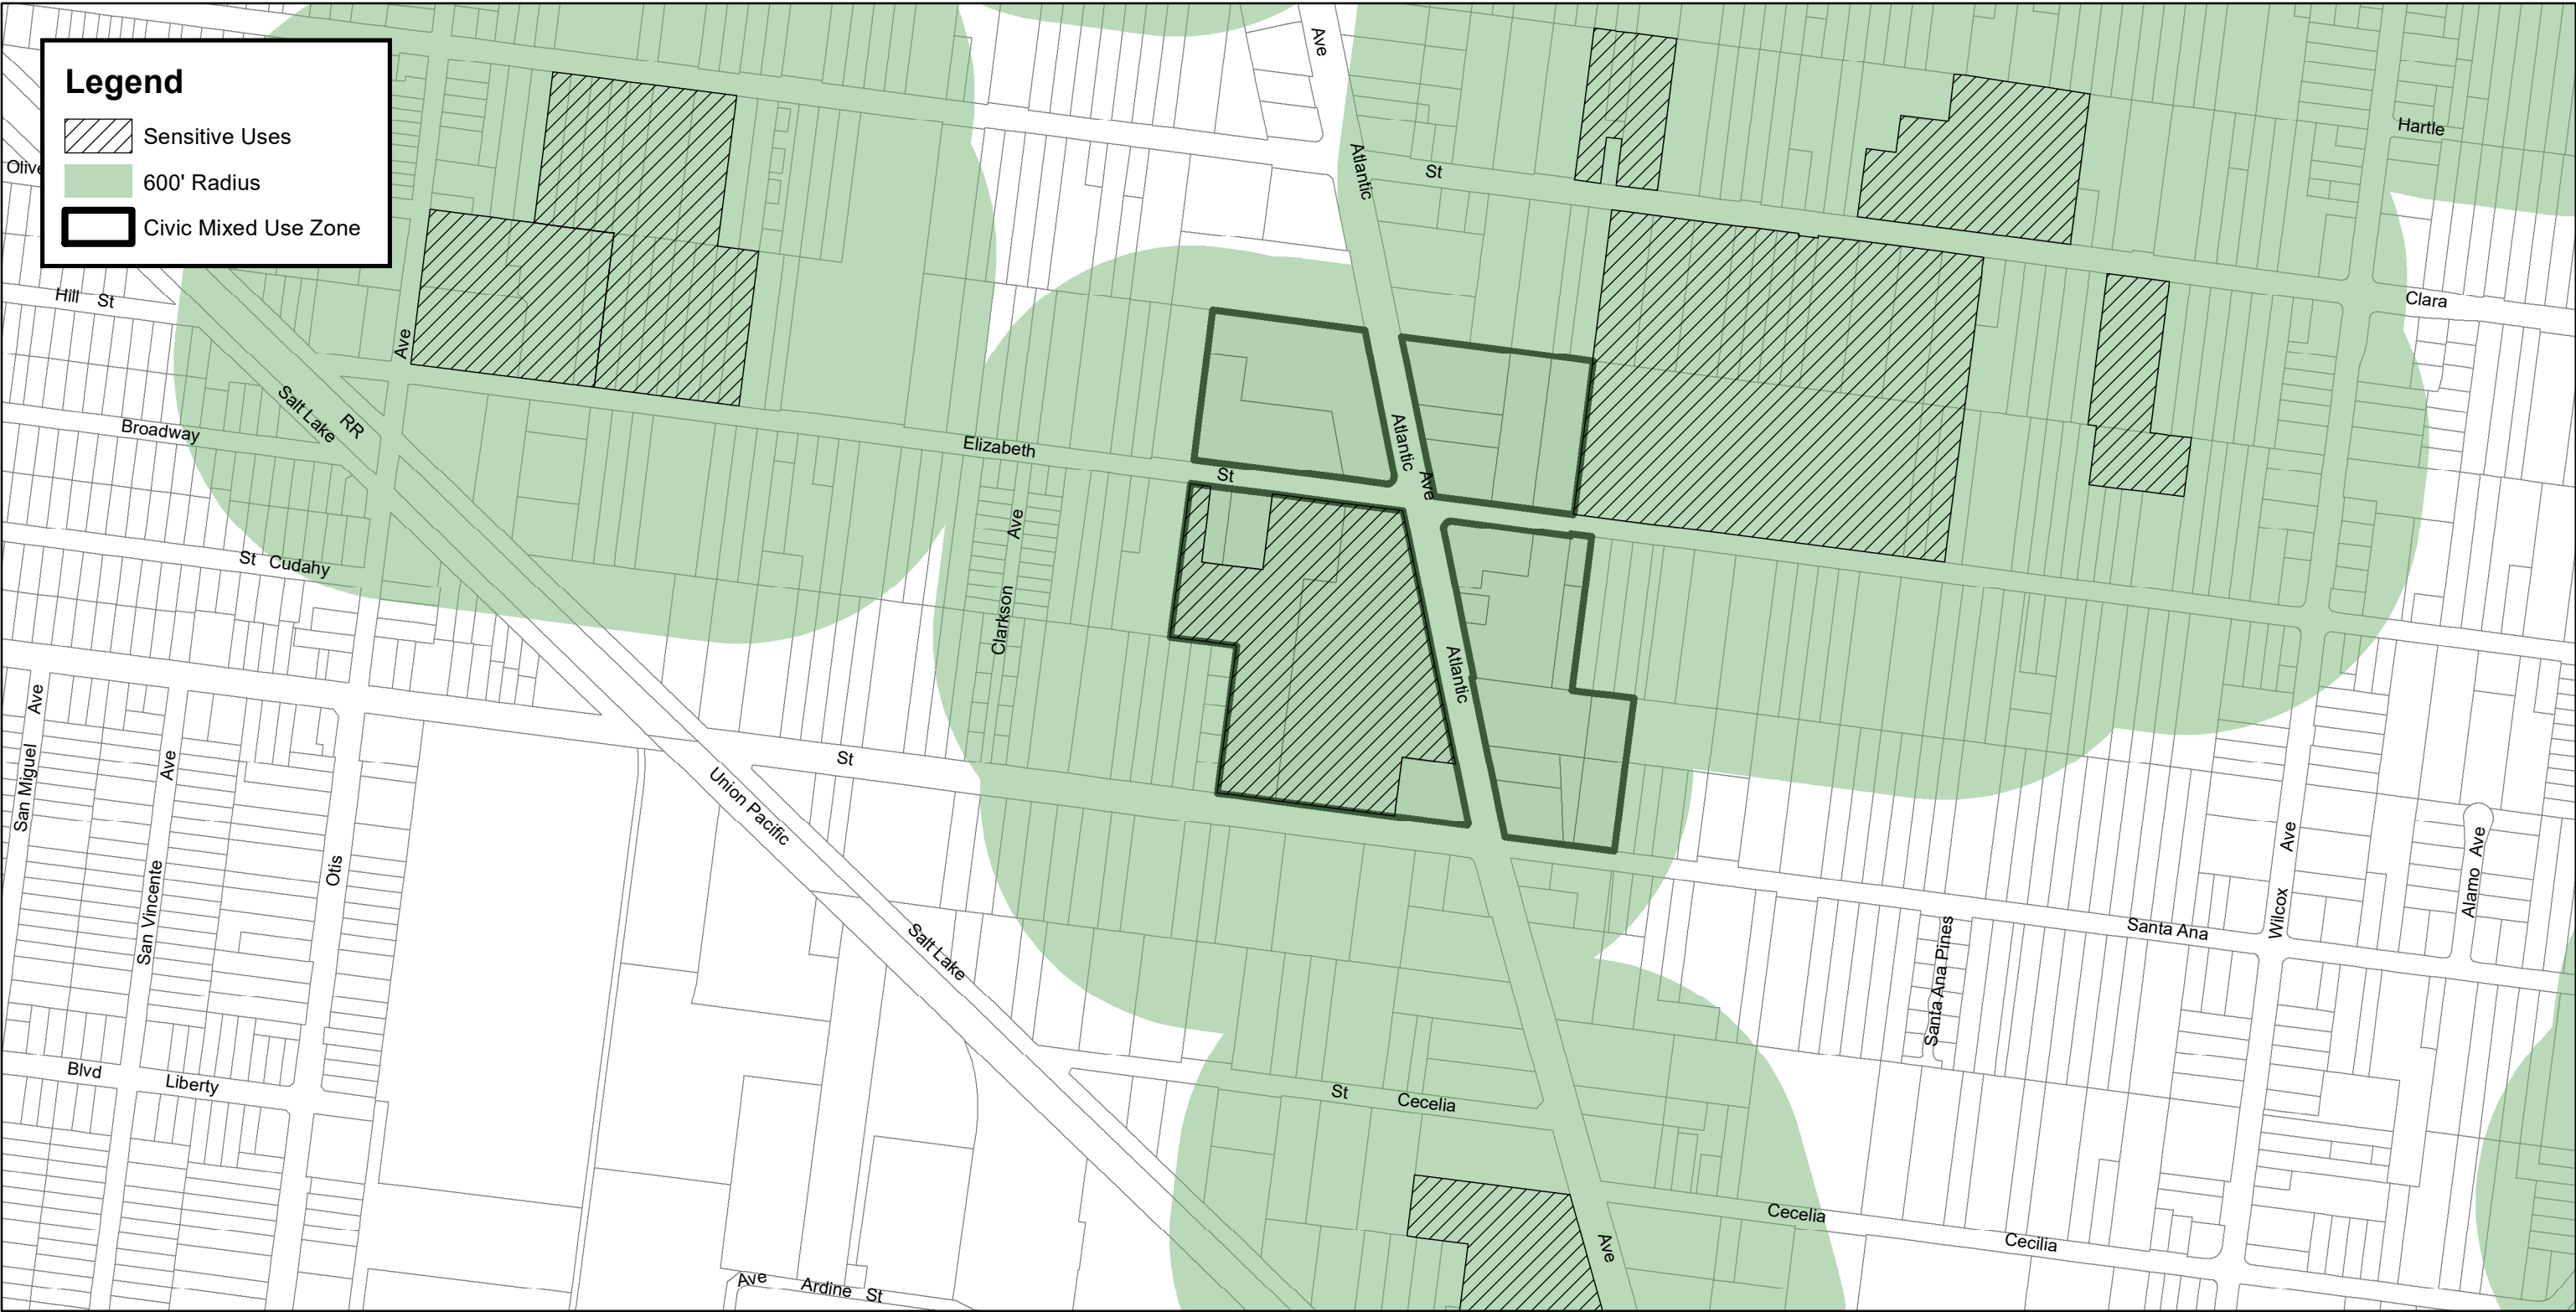 Legend
Sensitive Uses
600' Radius
Civic Mixed Use Zone
Ave
Hartle
Olive
Atlantic
St
Hill St
Clara
Ave
Salt Lake
RR
Broadway
Elizabeth
St
Atlantic
Ave
Ave
St Cudahy
Clarkson
Atlantic
Ave
San Miguel
Ave
St
Union Pacific
Otis
San Vincente
Ave
Alamo Ave
Wilcox
Santa Ana
Salt Lake
Santa Ana Pines
Blvd
Liberty
St
Cecelia
Cecelia
Cecilia
Ave
Ave
Ardine St